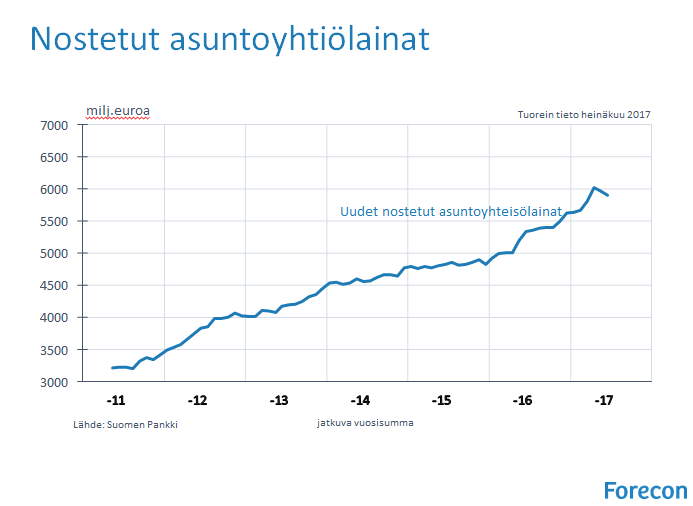 Nostetut asuntoyhtiölainat
milj.euroa
Tuorein tieto heinäkuu 2017
7000
6500
6000
Uudet nostetut asuntoyhteisölainat
5500
5000
4500
4000
3500
3000
-11 -12 -13 -14 -15 -16 -17
Lähde: Suomen Pankki
jatkuva vuosisumma
Forecon